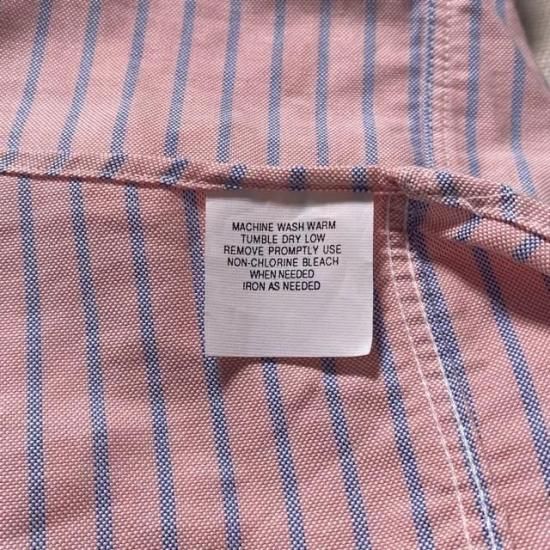 MACHINE WASH WARM
TUMBLE DRY LOW
REMOVE PROMPTLY USE
NON-CHLORINE BLEACH
WHEN NEEDED
IRON AS NEEDED